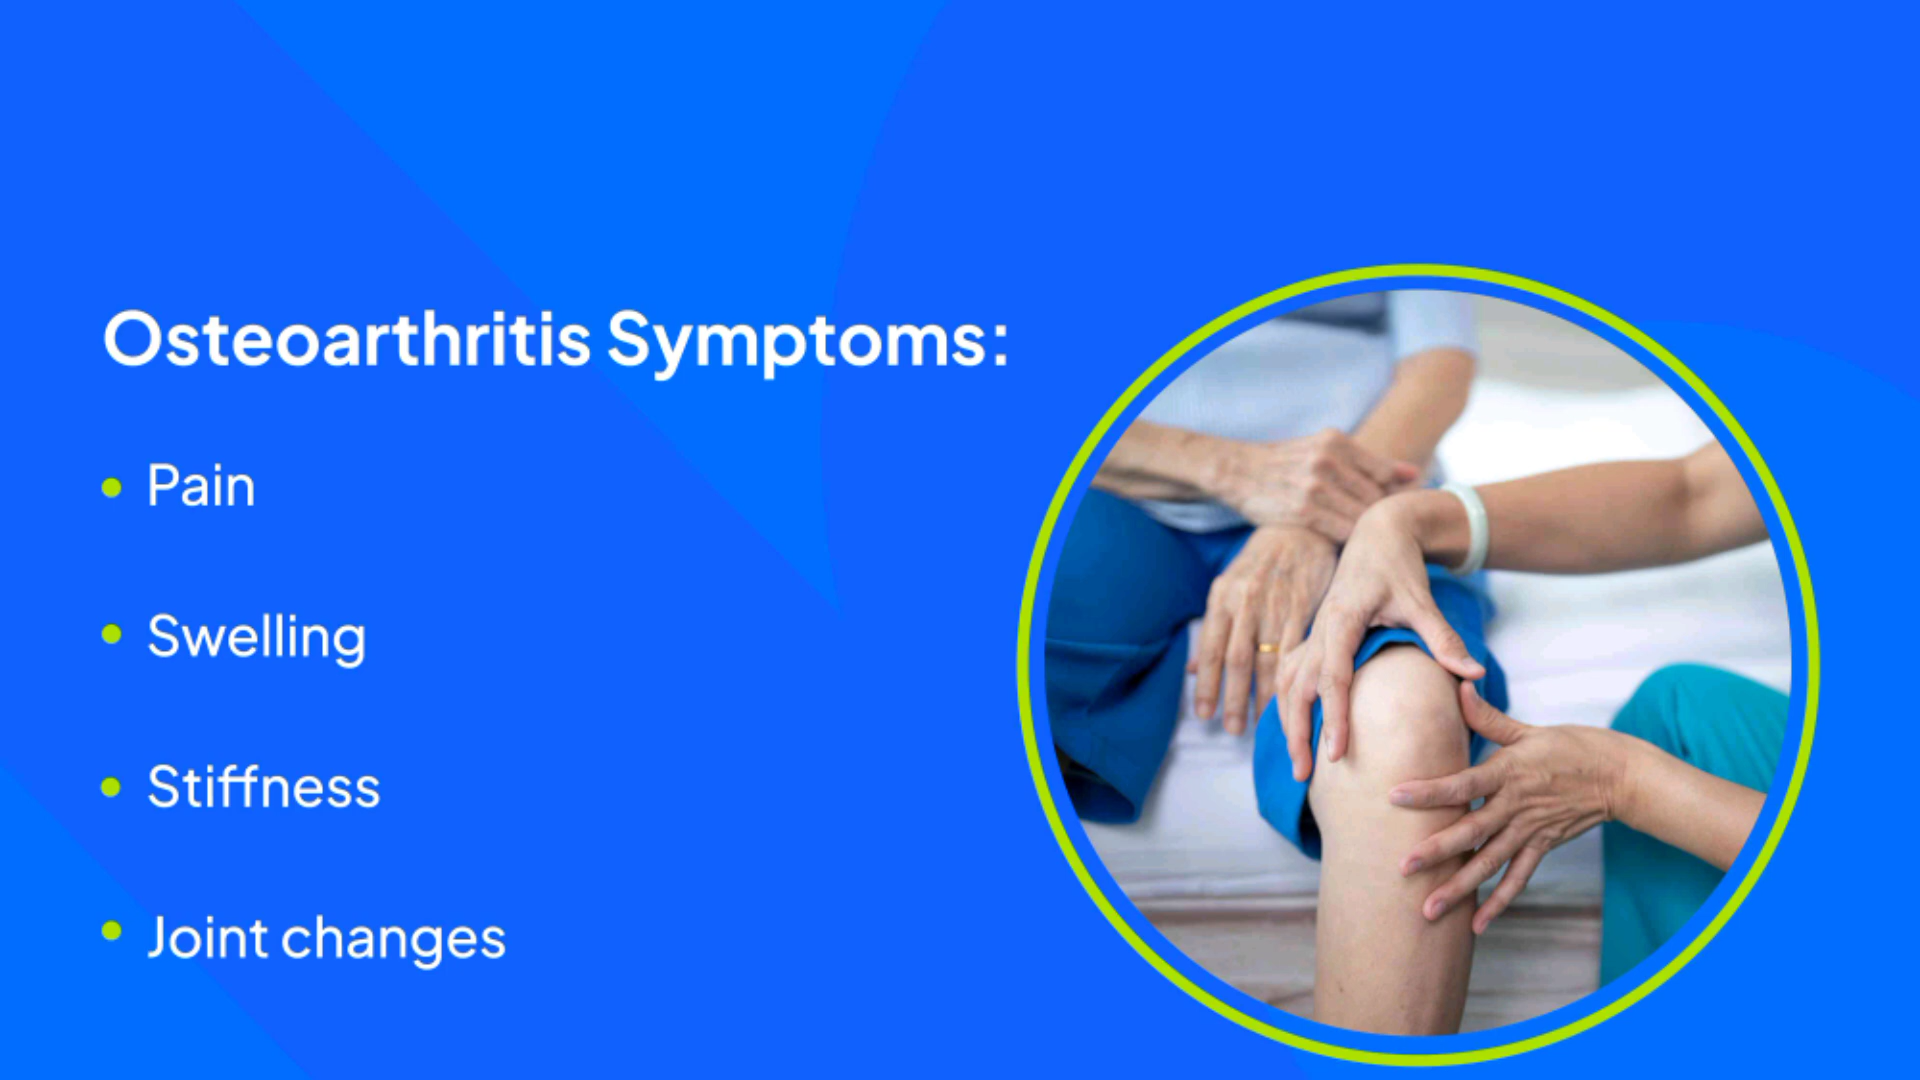 Osteoarthritis Symptoms:
Pain
Swelling
Stiffness
Joint changes